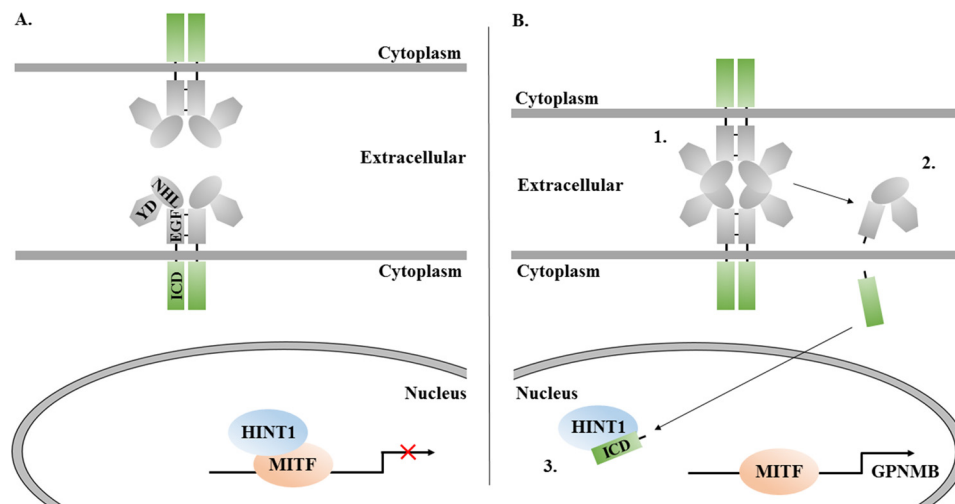 A.
Cytoplasm
Extracellular
NHL
YD
EGF
ICD
Cytoplasm
Nucleus
HINT1
MITF
B.
Cytoplasm
1.
2.
Extracellular
Cytoplasm
Nucleus
HINT1
ICD
3.
MITF
GPNMB